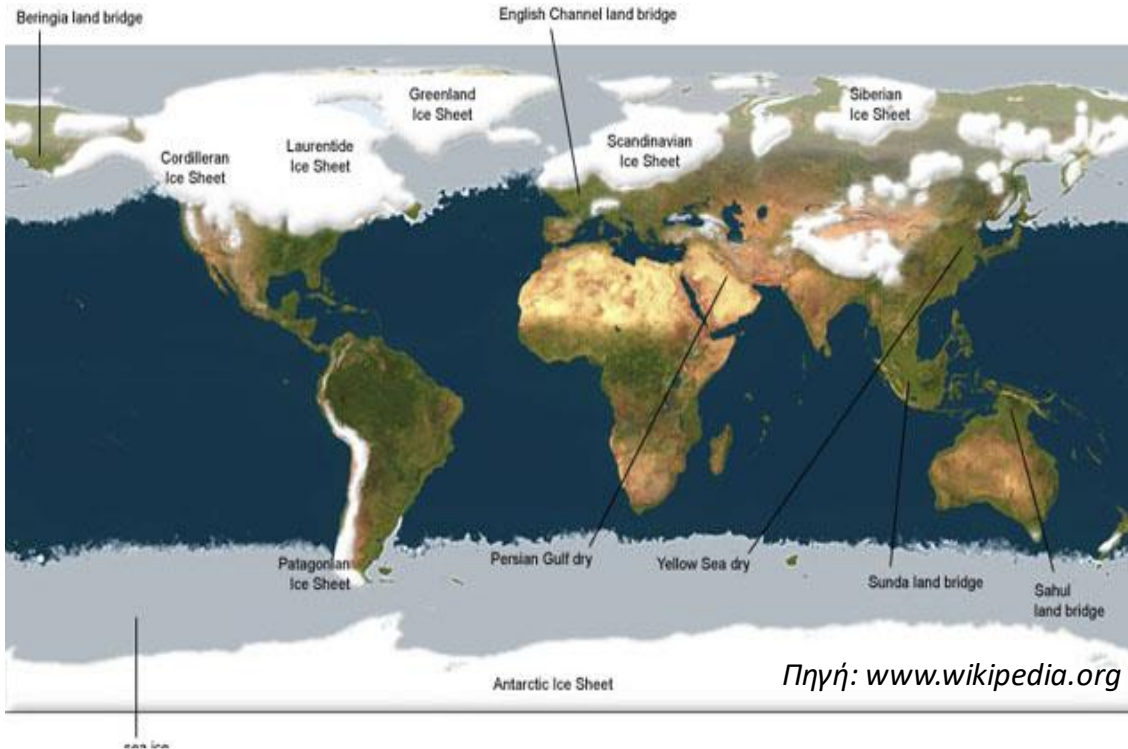 Beringia land bridge
English Channel land bridge
Greenland
Ice Sheet
Siberian
Ice Sheet
Laurentide
Ice Sheet
Scandinavian
Ice Sheet
Cordilleran
Ice Sheet
Patagonian
Ice Sheet
Persian Gulf dry
Yellow Sea dry
Sunda land bridge
Sahul
land bridge
Antarctic Ice Sheet
Πηγή: www.wikipedia.org
sea ice